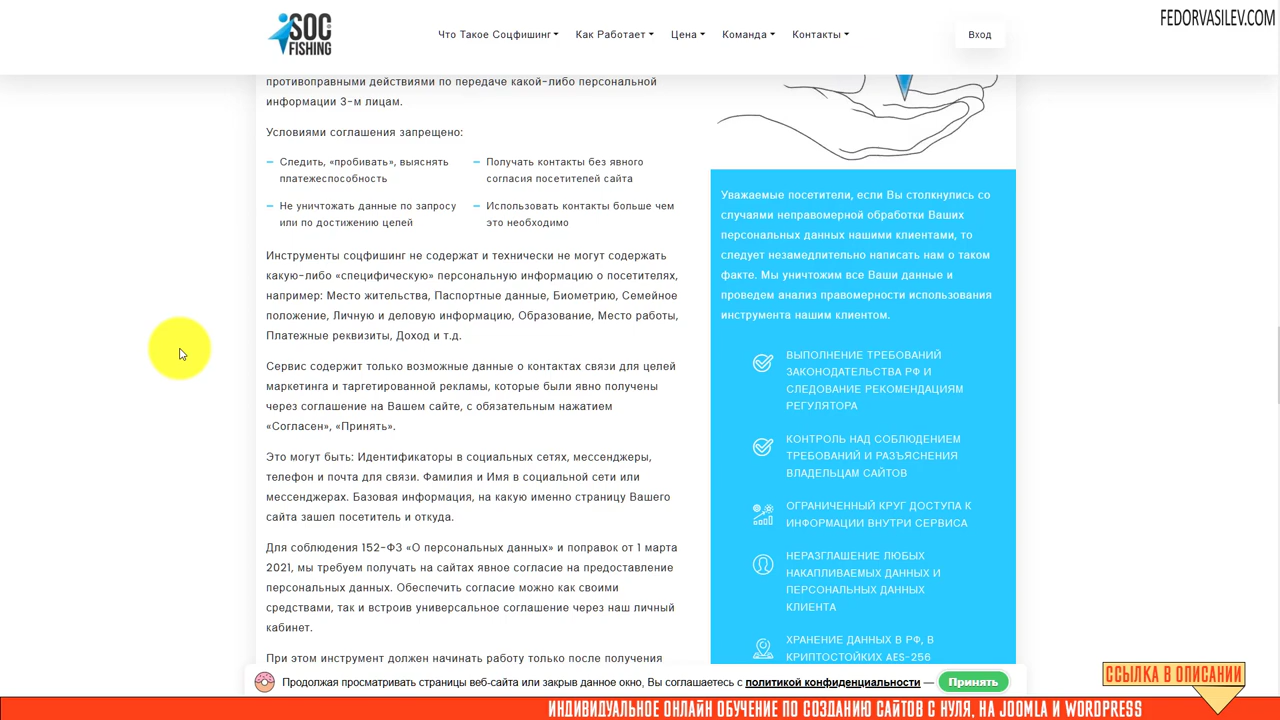 FEDORVASILEV.COM
SOC
FISHING
Что Такое Соцфишинг
Как Работает
Цена
Команда
Контакты
Вход
противоправными действиями по передаче какой-либо персональной
информации 3-м лицам.
Условиями соглашения запрещено:
Следить, «пробивать», выяснять
платежеспособность
Получать контакты без явного
согласия посетителей сайта
Не уничтожать данные по запросу
или по достижению целей
Использовать контакты больше чем
это необходимо
Инструменты соцфишинг не содержат и технически не могут содержать
какую-либо «специфическую» персональную информацию о посетителях,
например: Место жительства, Паспортные данные, Биометрию, Семейное
положение, Личную и деловую информацию, Образование, Место работы,
Платежные реквизиты, Доход и т.д.
Сервис содержит только возможные данные о контактах связи для целей
маркетинга и таргетированной рекламы, которые были явно получены
через соглашение на Вашем сайте, с обязательным нажатием
«Согласен», «Принять».
Это могут быть: Идентификаторы в социальных сетях, мессенджеры,
телефон и почта для связи. Фамилия и Имя в социальной сети или
мессенджерах. Базовая информация, на какую именно страницу Вашего
сайта зашел посетитель и откуда.
Для соблюдения 152-ФЗ «О персональных данных» и поправок от 1 марта
2021, мы требуем получать на сайтах явное согласие на предоставление
персональных данных. Обеспечить согласие можно как своими
средствами, так и встроив универсальное соглашение через наш личный
кабинет.
При этом инструмент должен начинать работу только после получения
Уважаемые посетители, если Вы столкнулись со
случаями неправомерной обработки Ваших
персональных данных нашими клиентами, то
следует незамедлительно написать нам о таком
факте. Мы уничтожим все Ваши данные и
проведем анализ правомерности использования
инструмента нашим клиентом.
ВЫПОЛНЕНИЕ ТРЕБОВАНИЙ
ЗАКОНОДАТЕЛЬСТВА РФ И
СЛЕДОВАНИЕ РЕКОМЕНДАЦИЯМ
РЕГУЛЯТОРА
КОНТРОЛЬ НАД СОБЛЮДЕНИЕМ
ТРЕБОВАНИЙ И РАЗЪЯСНЕНИЯ
ВЛАДЕЛЬЦАМ САЙТОВ
ОГРАНИЧЕННЫЙ КРУГ ДОСТУПА К
ИНФОРМАЦИИ ВНУТРИ СЕРВИСА
НЕРАЗГЛАШЕНИЕ ЛЮБЫХ
НАКАПЛИВАЕМЫХ ДАННЫХ И
ПЕРСОНАЛЬНЫХ ДАННЫХ
КЛИЕНТА
ХРАНЕНИЕ ДАННЫХ В РФ, В
КРИПТОСТОЙКИХ AES-256
Продолжая просматривать страницы веб-сайта или закрыв данное окно, Вы соглашаетесь с политикой конфиденциальности — Принять
ССЫЛКА В ОПИСАНИИ
ИНДИВИДУАЛЬНОЕ ОНЛАЙН ОБУЧЕНИЕ ПО СОЗДАНИЮ САЙТОВ С НУЛЯ, НА JOOMLA И WORDPRESS